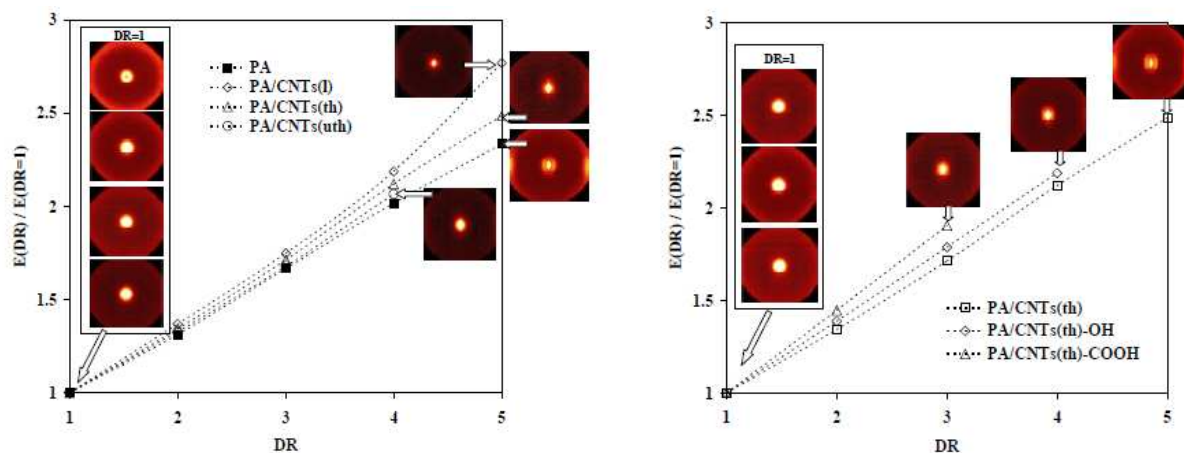 3
2.5
2
1.5
1
E(DR) / E(DR=1)
DR=1
PA
PA/CNTs(l)
PA/CNTs(th)
PA/CNTs(uth)
1 2 3 4 5
DR
3
2.5
2
1.5
1
E(DR) / E(DR=1)
DR=1
PA/CNTs(th)
PA/CNTs(th)-OH
PA/CNTs(th)-COOH
1 2 3 4 5
DR